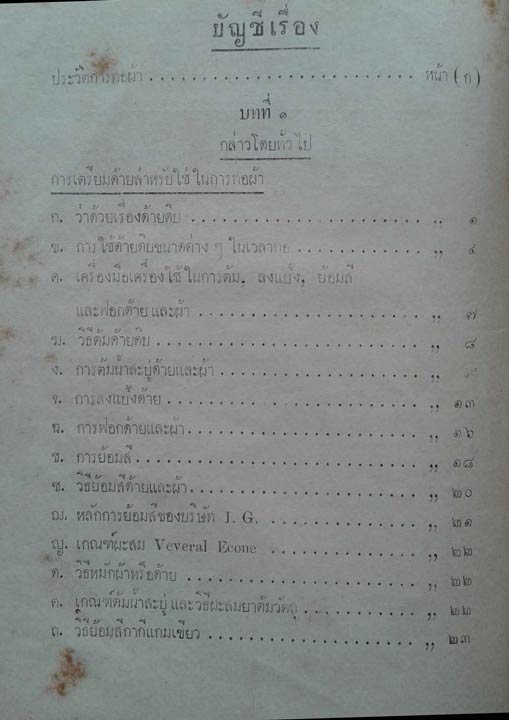 บัญชีเรื่อง
ประวัติการทอผ้า ........................... หน้า ( ก )
บทที่ ๑
กล่าวโดยทั่วไป
การเตรียมด้ายสำหรับใช้ในการทอผ้า
ก. ว่าด้วยเรื่องด้ายดิบ ........................... ,, ๑
ข. การใช้ด้ายดิบขนาดต่าง ๆ ในเวลาทอ ............... ,, ๔
ค. เครื่องมือเครื่องใช้ในการต้ม, ลงแป้ง, ย้อมสี
และฟอกด้าย และผ้า ........................... ,, ๗
ฆ. วิธีต้มด้ายดิบ ........................... ,, ๘
ง. การต้มน้ำสะบู่ด้ายและผ้า ........................ ,,
จ. การลงแป้งด้าย ........................... ,, ๑๓
ฉ. การฟอกด้ายและผ้า ........................... ,, ๑๖
ช. การย้อมสี ........................... ,, ๑๘
ซ. วิธีย้อมสีด้ายและผ้า ........................... ,, ๒๐
ฌ. หลักการย้อมสีของบริษัท I. G. .................. ,, ๒๑
ญ. เกณฑ์ผะสม Veveral Econe .................. ,, ๒๒
ด. วิธีหมักผ้าหรือด้าย ........................... ,, ๒๒
ต. เกณฑ์ต้มน้ำสะบู่ และวิธีผะสมยาต้มวัตถุ ............ ,, ๒๒
ถ. วิธีย้อมสีกากีแกมเขียว ........................ ,, ๒๓